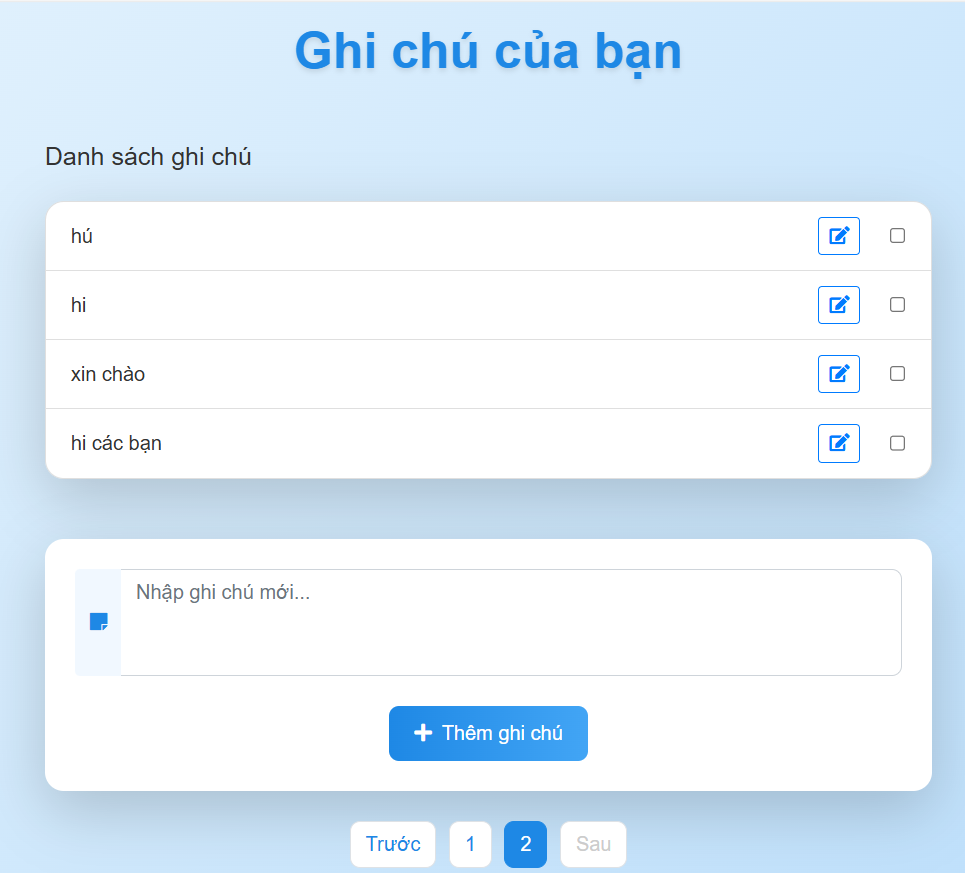 Ghi chú của bạn
Danh sách ghi chú
hú
hi
xin chào
hi các bạn
Nhập ghi chú mới...
Thêm ghi chú
Trước 1 2 Sau